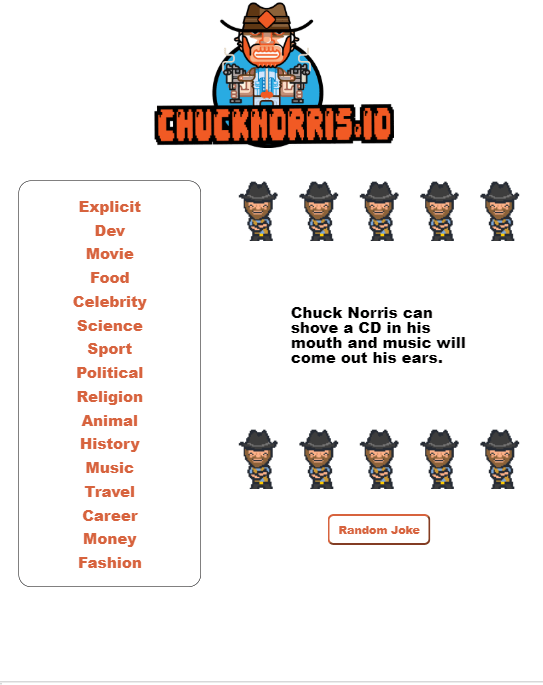 CHUCKNORRIS.IO
Explicit
Dev
Movie
Food
Celebrity
Science
Sport
Political
Religion
Animal
History
Music
Travel
Career
Money
Fashion
Chuck Norris can
shove a CD in his
mouth and music will
come out his ears.
Random Joke